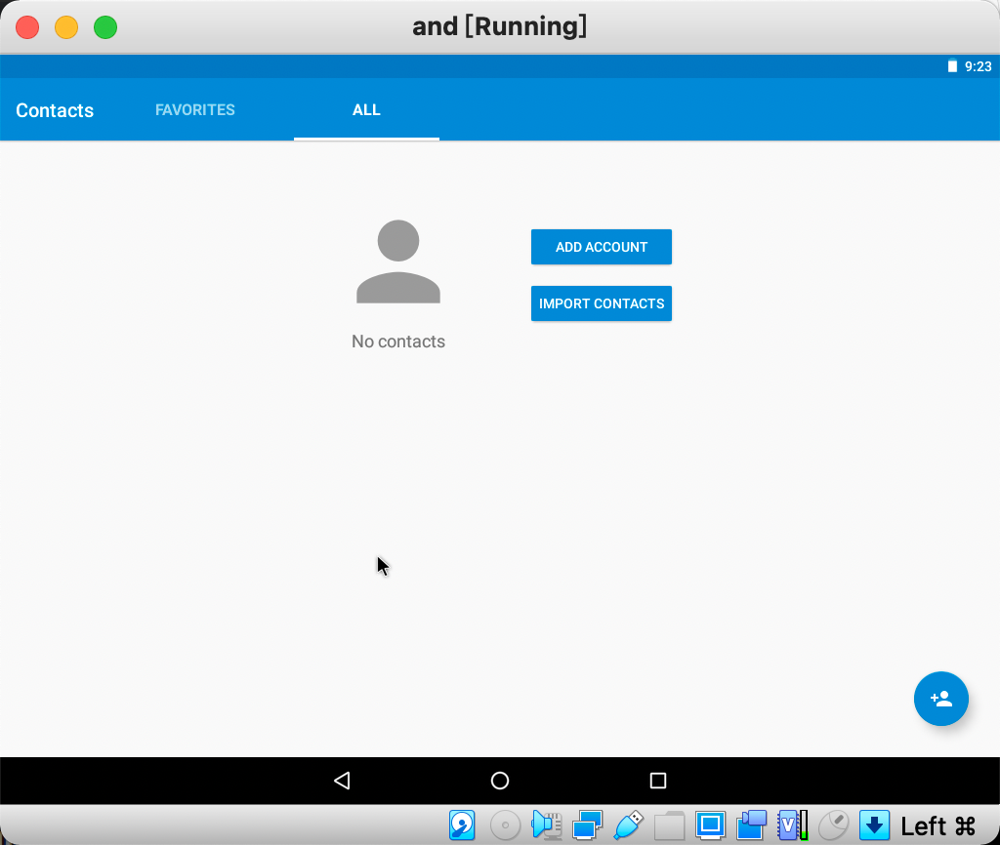 and [Running]
9:23
Contacts
FAVORITES
ALL
ADD ACCOUNT
IMPORT CONTACTS
No contacts
V
Left ⌘